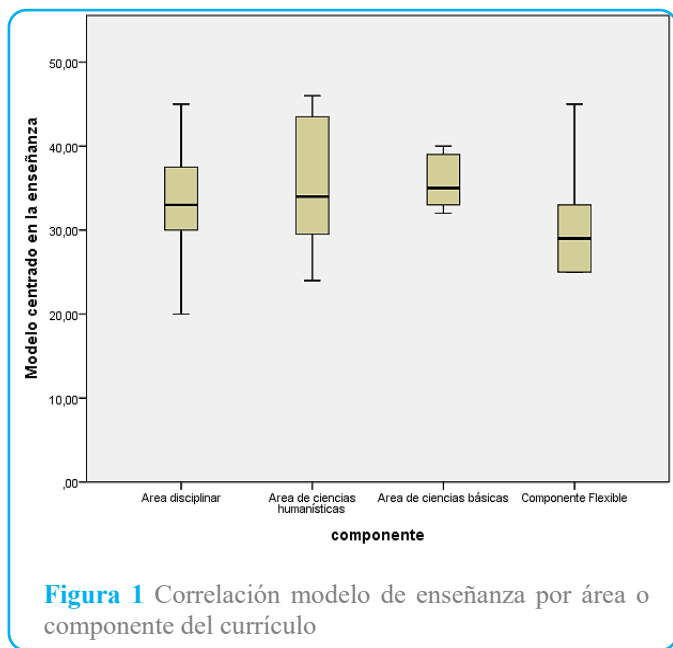 Modelo centrado en la enseñanza
50,00
40,00
30,00
20,00
10,00
,00
Area disciplinar
Area de ciencias
humanísticas
Area de ciencias básicas
Componente Flexible
componente
Figura 1 Correlación modelo de enseñanza por área o
componente del currículo